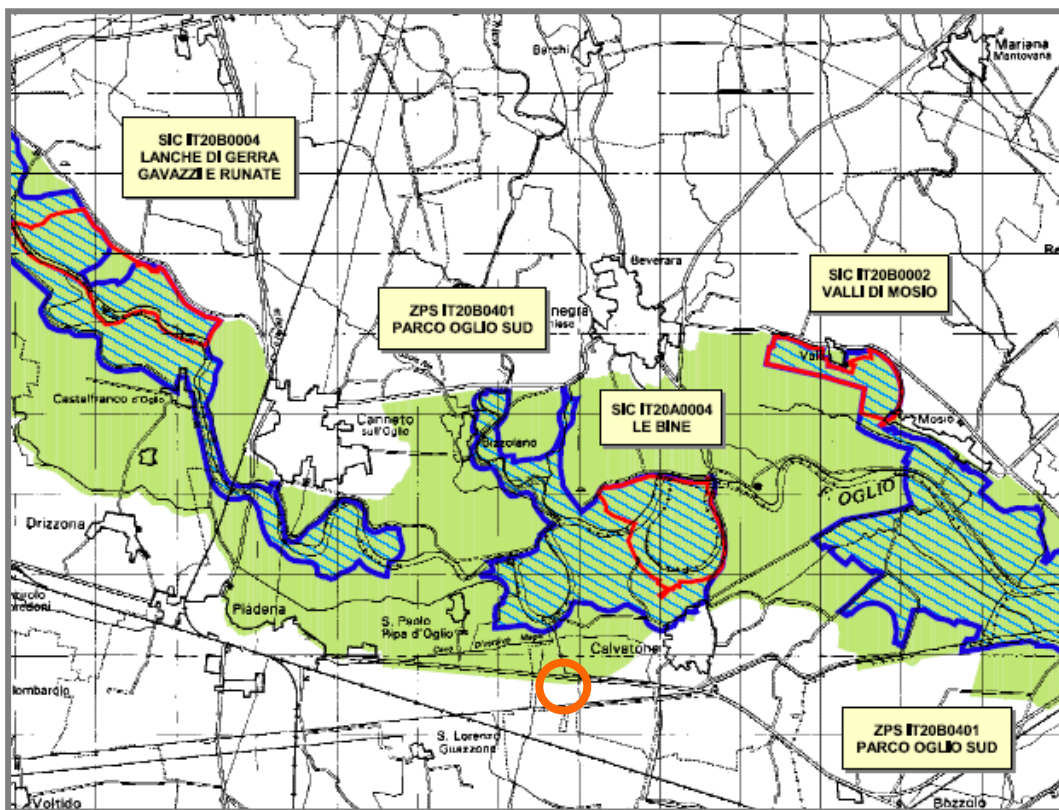 Barchi
Mariana
Mantovana
SIC IT20B0004
LANCHE DI GERRA
GAVAZZI E RUNATE
Beverara
SIC IT20B0002
VALLI DI MOSIO
ZPS IT20B0401
PARCO OGLIO SUD
negra
Valli
Castelfranco d'Oglio
SIC IT20A0004
LE BINE
Canneto
sull'Oglio
Mosio
Bizzolano
OGLIO
Drizzona
Piadena
S. Paolo
Ripa d'Oglio
Calvatone
S. Lorenzo
Guazzone
ZPS IT20B0401
PARCO OGLIO SUD
Voltido
Bozzolo